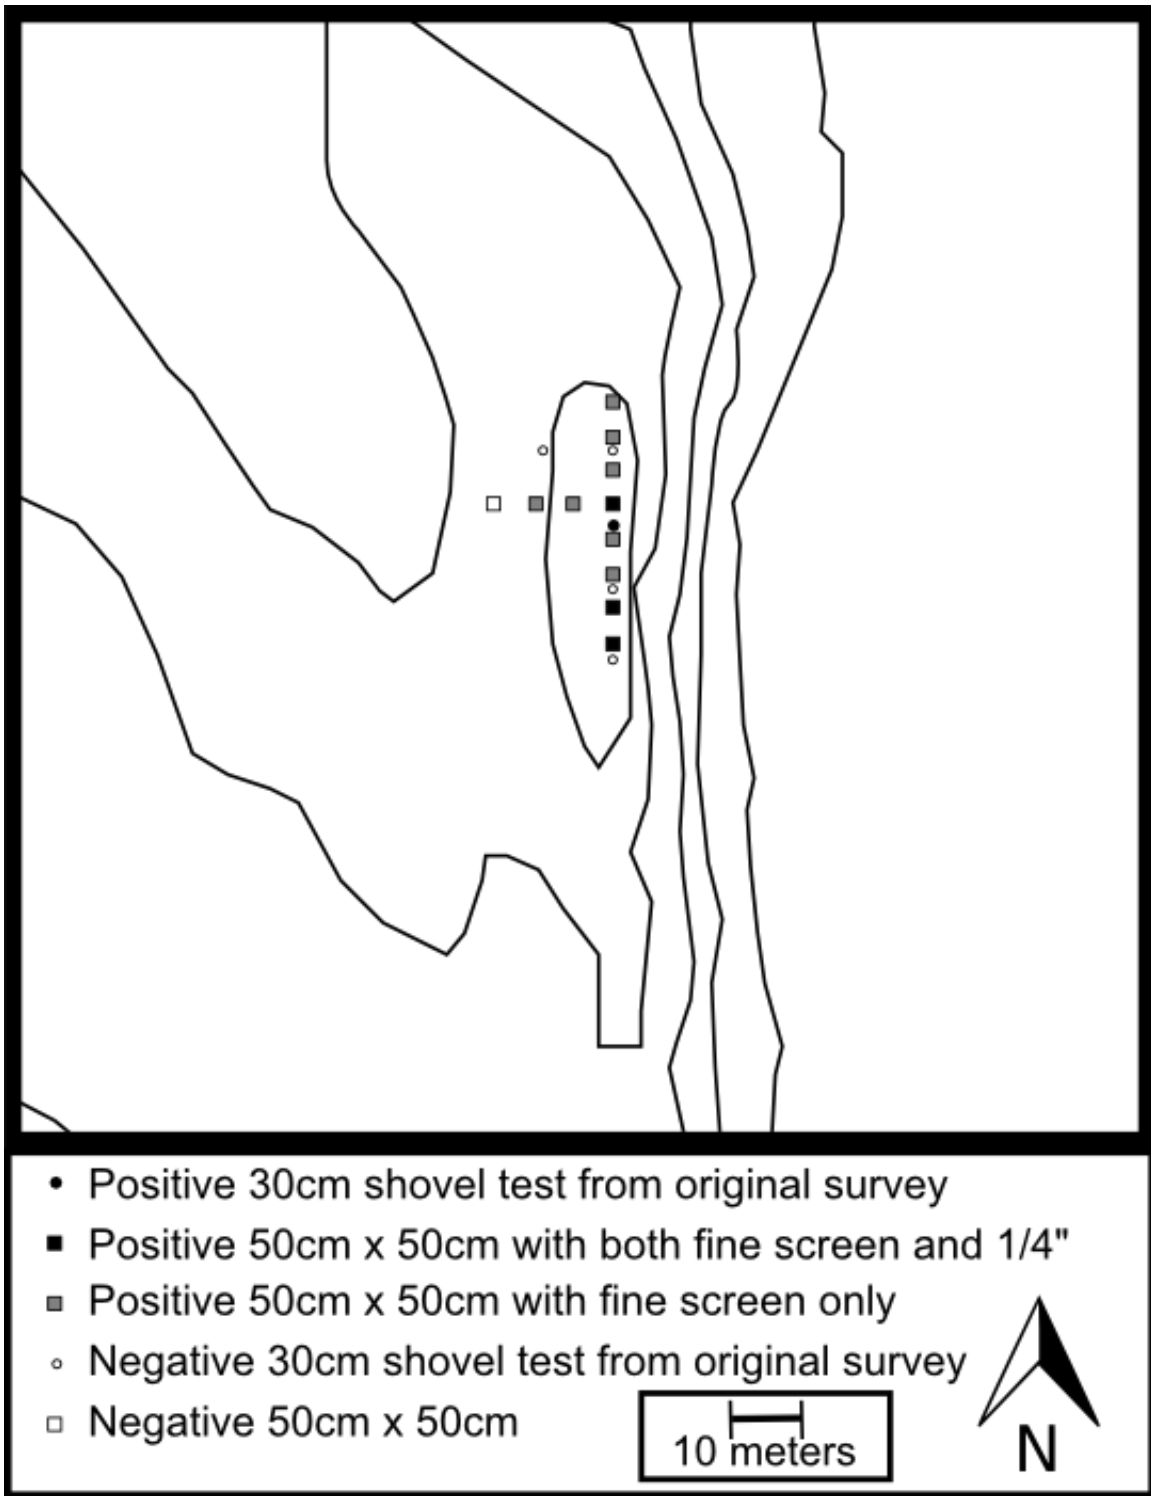 Positive 30cm shovel test from original survey
Positive 50cm x 50cm with both fine screen and 1/4"
Positive 50cm x 50cm with fine screen only
Negative 30cm shovel test from original survey
Negative 50cm x 50cm
10 meters
N